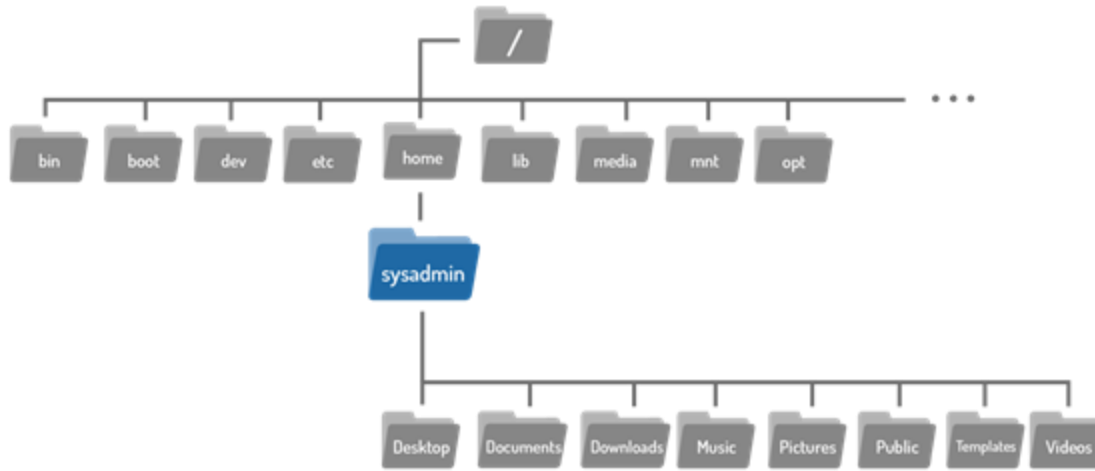 /
bin boot dev etc home lib media mnt opt ...
sysadmin
Desktop Documents Downloads Music Pictures Public Templates Videos